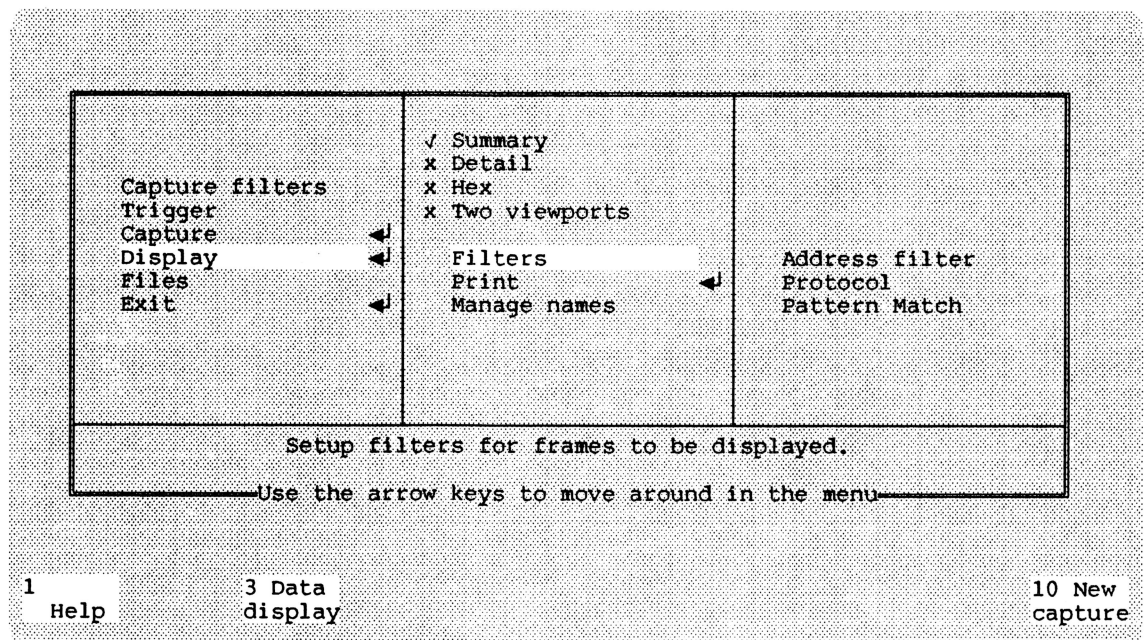 Capture filters
Trigger
Capture ◄┘
Display ◄┘
Files
Exit ◄┘
√ Summary
x Detail
x Hex
x Two viewports
Filters
Print ◄┘
Manage names
Address filter
Protocol
Pattern Match
Setup filters for frames to be displayed.
Use the arrow keys to move around in the menu
1
Help
3 Data
display
10 New
capture